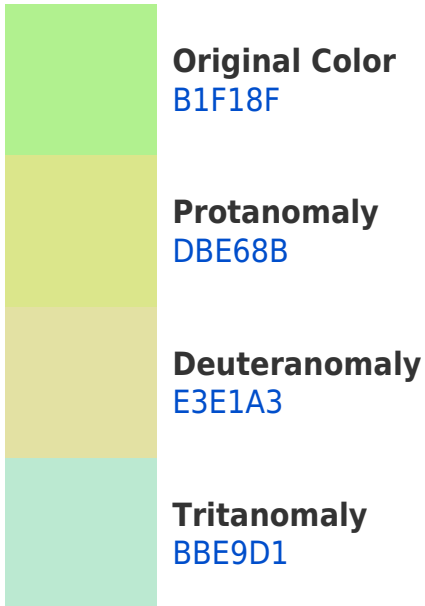 Original Color
B1F18F
Protanomaly
DBE68B
Deuteranomaly
E3E1A3
Tritanomaly
BBE9D1